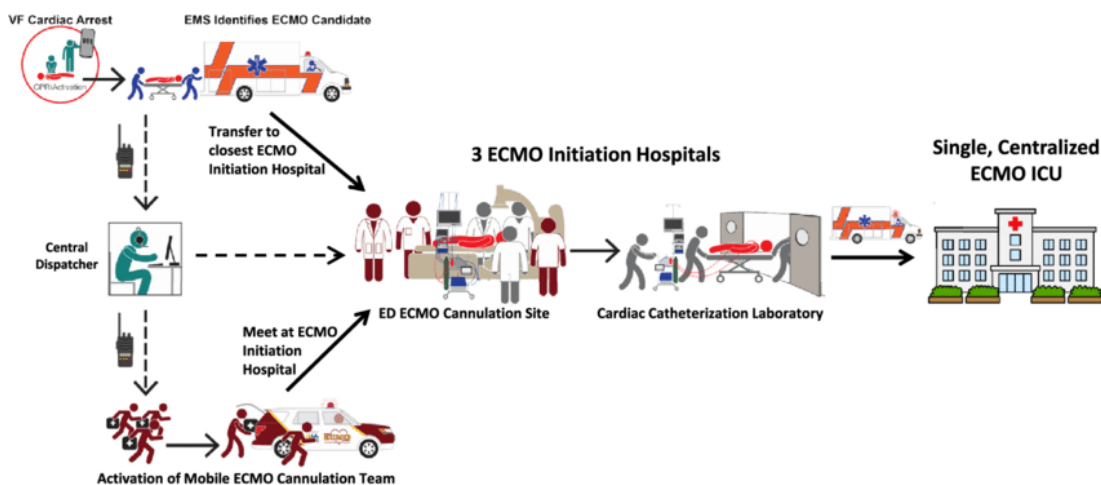 VF Cardiac Arrest
EMS Identifies ECMO Candidate
CPR/Activation
Transfer to
closest ECMO
Initiation Hospital
3 ECMO Initiation Hospitals
Single, Centralized
ECMO ICU
Central
Dispatcher
ED ECMO Cannulation Site
Cardiac Catheterization Laboratory
Meet at ECMO
Initiation
Hospital
Activation of Mobile ECMO Cannulation Team